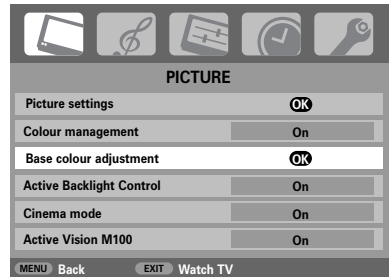 PICTURE
Picture settings OK
Colour management On
Base colour adjustment OK
Active Backlight Control On
Cinema mode On
Active Vision M100 On
MENU Back EXIT Watch TV